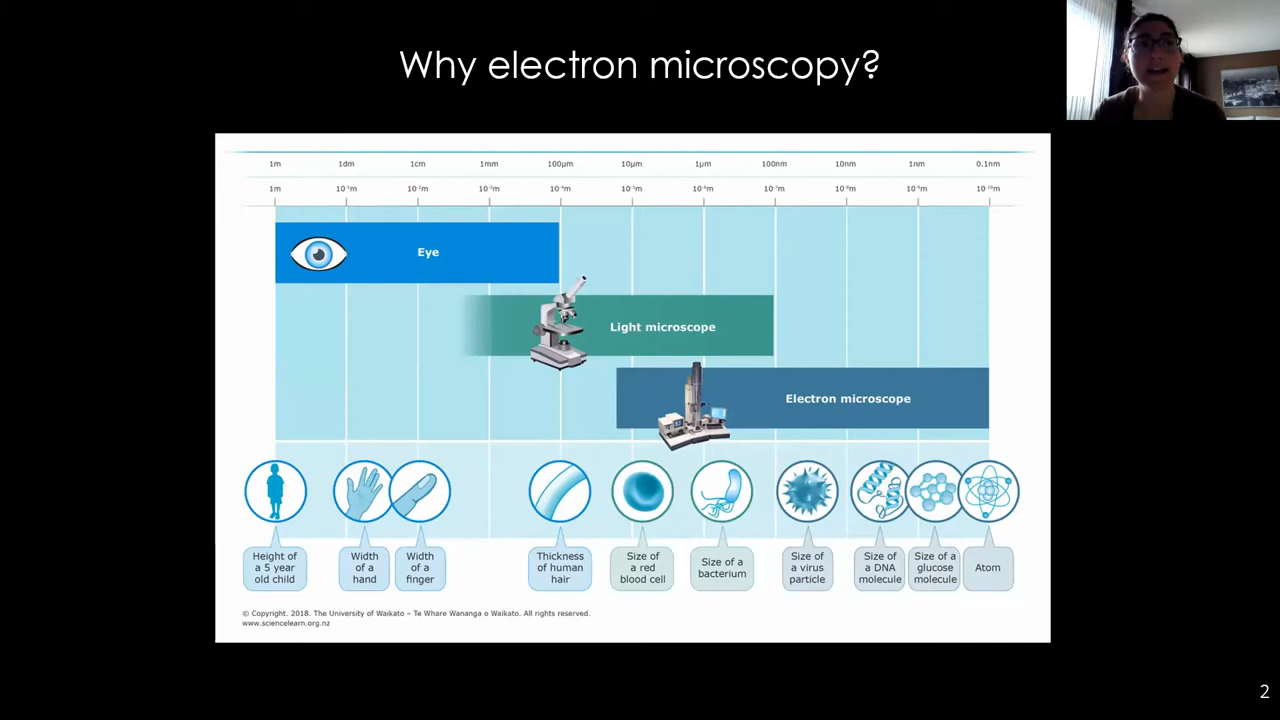 Why electron microscopy?
1m 1dm 1cm 1mm 100µm 10µm 1µm 100nm 10nm 1nm 0.1nm
1m 10⁻¹m 10⁻²m 10⁻³m 10⁻⁴m 10⁻⁵m 10⁻⁶m 10⁻⁷m 10⁻⁸m 10⁻⁹m 10⁻¹⁰m
Eye
Light microscope
Electron microscope
Height of
a 5 year
old child
Width
of a
hand
Width
of a
finger
Thickness
of human
hair
Size of
a red
blood cell
Size of a
bacterium
Size of
a virus
particle
Size of
a DNA
molecule
Size of a
glucose
molecule
Atom
© Copyright. 2018. The University of Waikato – Te Whare Wananga o Waikato. All rights reserved.
www.sciencelearn.org.nz
2